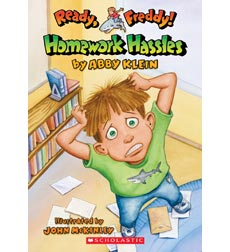 Ready, Freddy!
Homework Hassles
by ABBY KLEIN
illustrated by
JOHN McKINLEY
SCHOLASTIC